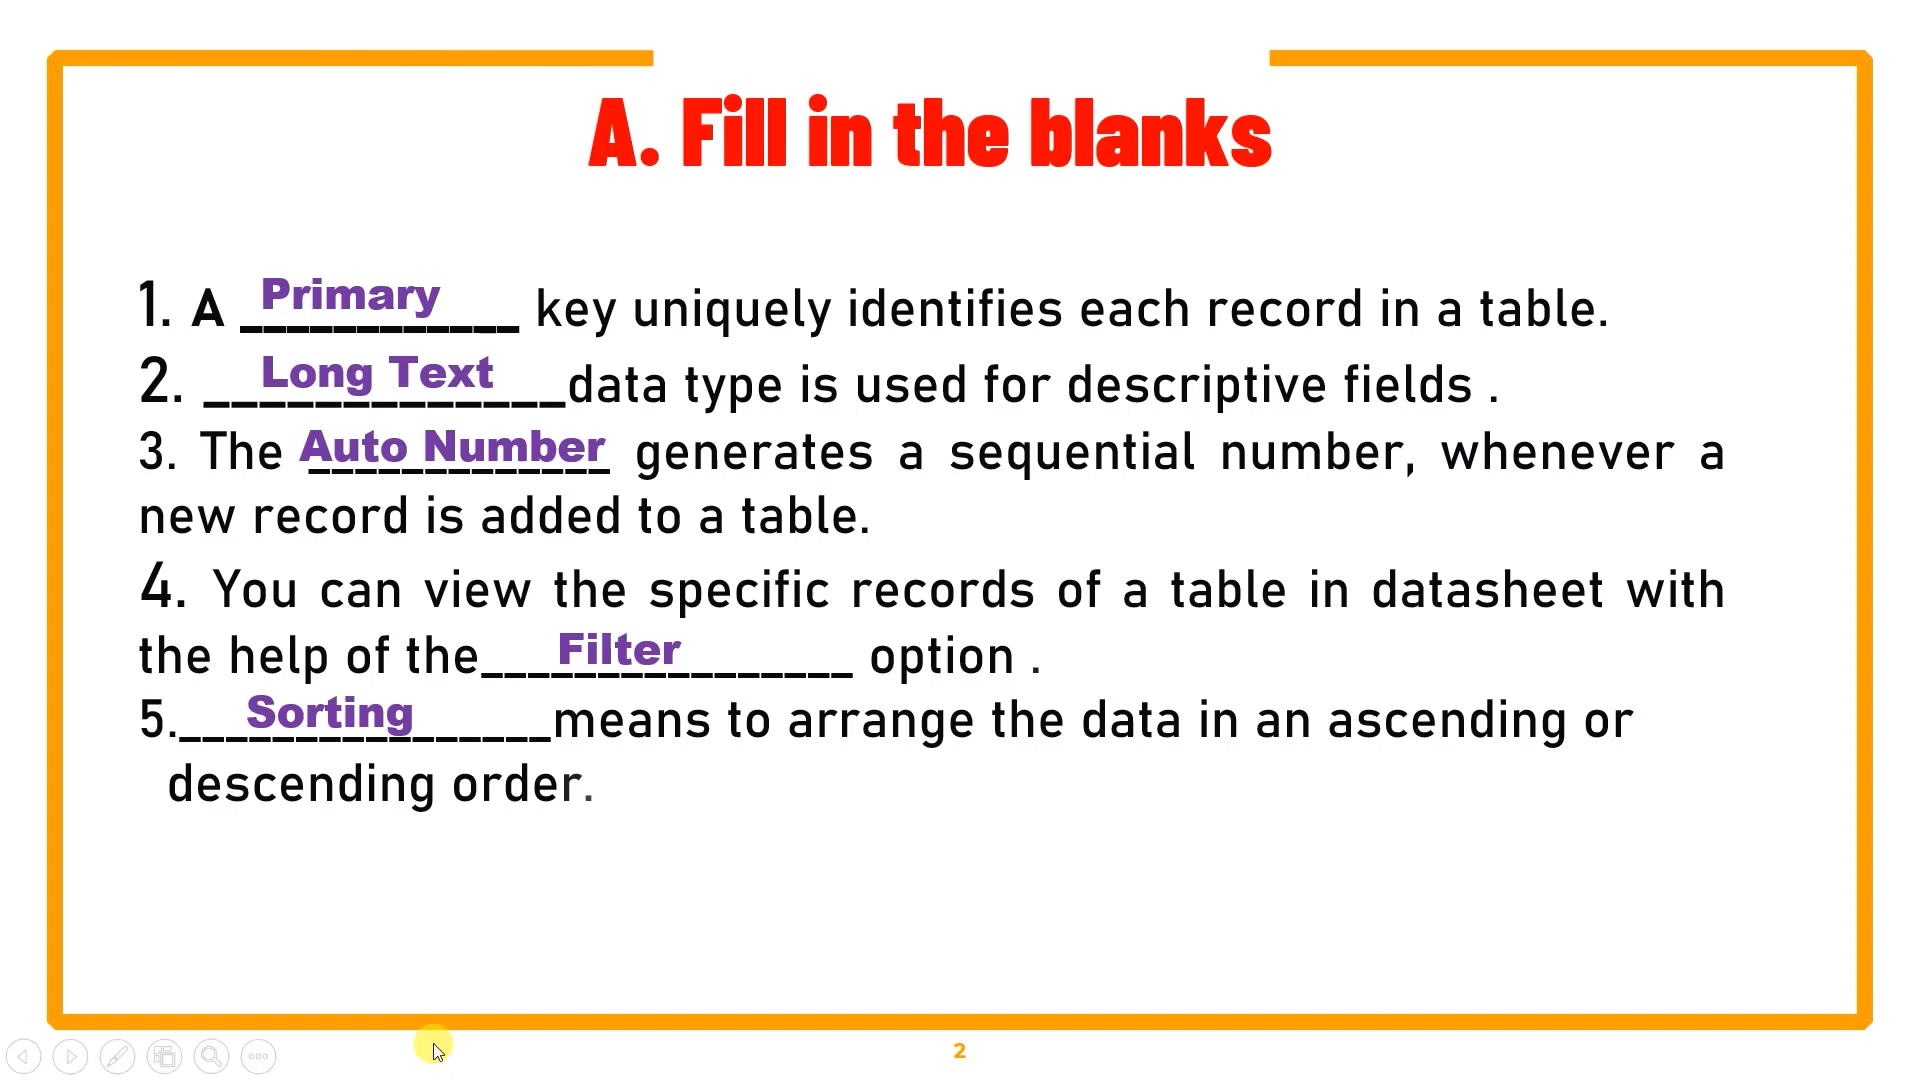 A. Fill in the blanks
1. A Primary key uniquely identifies each record in a table.
2. Long Text data type is used for descriptive fields .
3. The Auto Number generates a sequential number, whenever a
new record is added to a table.
4. You can view the specific records of a table in datasheet with
the help of the Filter option .
5. Sorting means to arrange the data in an ascending or
descending order.
2